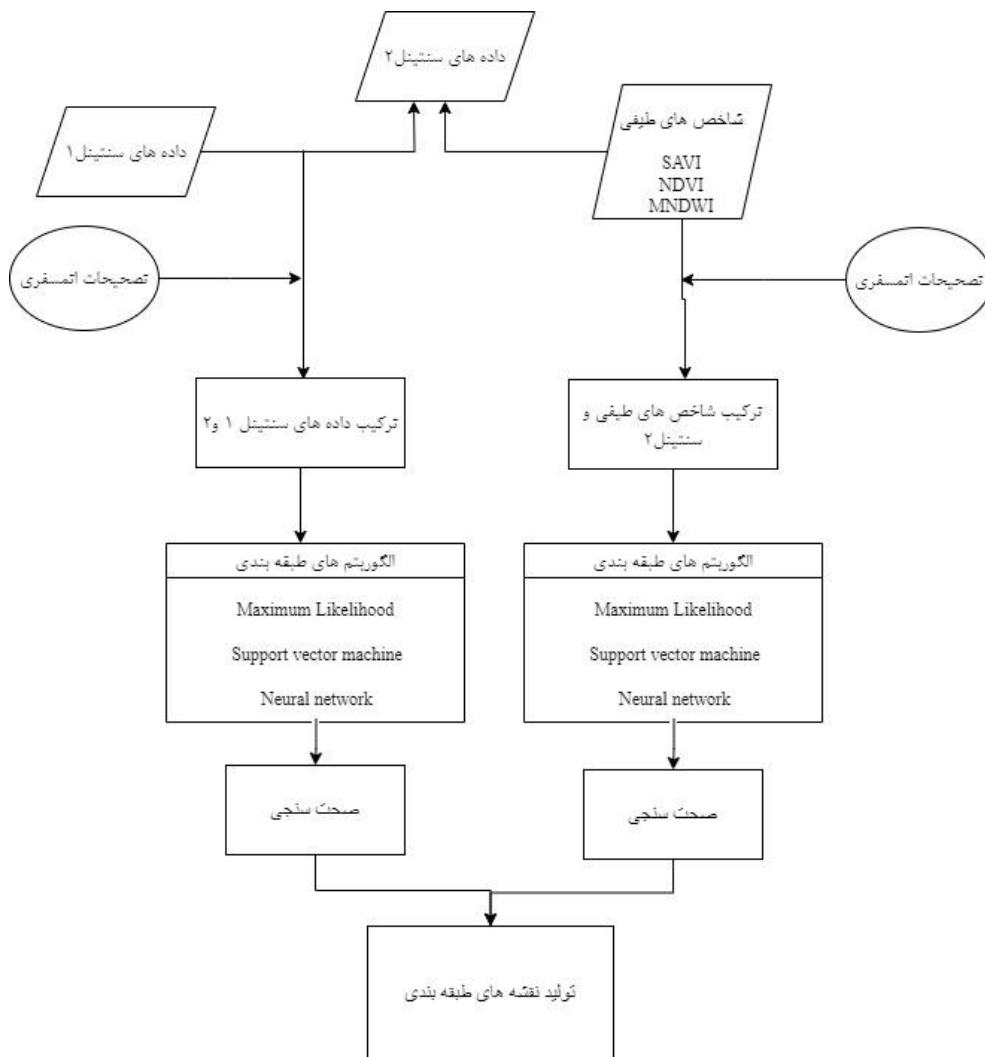 داده های سنتینل۲
داده های سنتینل۱
شاخص های طیفی
SAVI
NDVI
MNDWI
تصحیحات اتمسفری
تصحیحات اتمسفری
ترکیب داده های سنتینل ۱ و۲
ترکیب شاخص های طیفی و
سنتینل۲
الگوریتم های طبقه بندی
Maximum Likelihood
Support vector machine
Neural network
الگوریتم های طبقه بندی
Maximum Likelihood
Support vector machine
Neural network
صحت سنجی
صحت سنجی
تولید نقشه های طبقه بندی